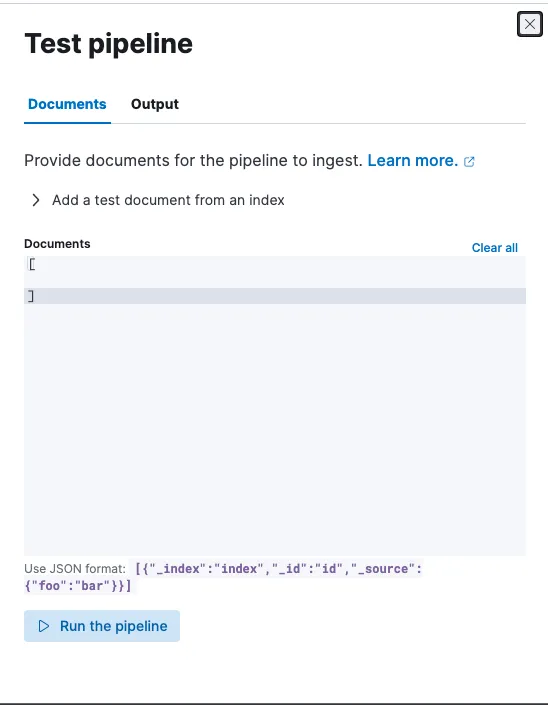 Test pipeline
Documents Output
Provide documents for the pipeline to ingest. Learn more.
Add a test document from an index
Documents
Clear all
[
]
Use JSON format: [{"_index":"index","_id":"id","_source":
{"foo":"bar"}}]
Run the pipeline